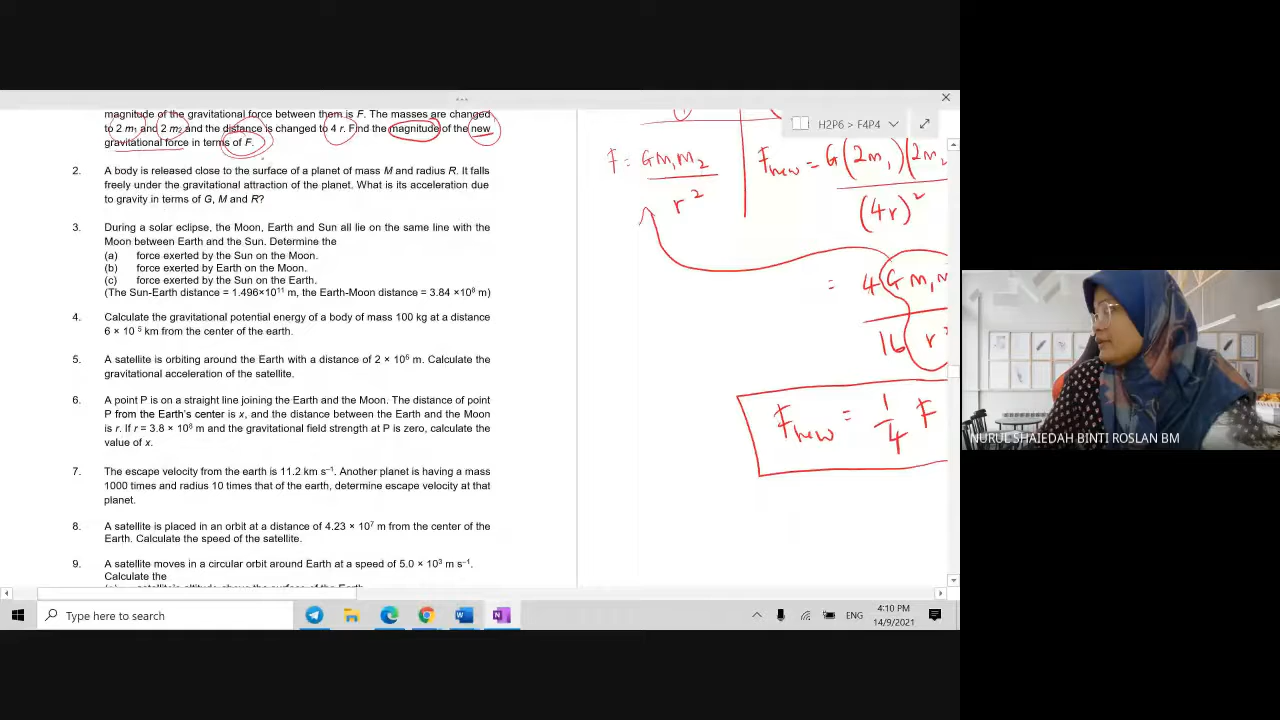 magnitude of the gravitational force between them is F. The masses are changed
to 2 m₁ and 2 m₂ and the distance is changed to 4 r. Find the magnitude of the new
gravitational force in terms of F.
2. A body is released close to the surface of a planet of mass M and radius R. It falls
freely under the gravitational attraction of the planet. What is its acceleration due
to gravity in terms of G, M and R?
3. During a solar eclipse, the Moon, Earth and Sun all lie on the same line with the
Moon between Earth and the Sun. Determine the
(a) force exerted by the Sun on the Moon.
(b) force exerted by Earth on the Moon.
(c) force exerted by the Sun on the Earth.
(The Sun-Earth distance = 1.496×10¹¹ m, the Earth-Moon distance = 3.84 ×10⁸ m)
4. Calculate the gravitational potential energy of a body of mass 100 kg at a distance
6 × 10 ⁵ km from the center of the earth.
5. A satellite is orbiting around the Earth with a distance of 2 × 10⁶ m. Calculate the
gravitational acceleration of the satellite.
6. A point P is on a straight line joining the Earth and the Moon. The distance of point
P from the Earth's center is x, and the distance between the Earth and the Moon
is r. If r = 3.8 × 10⁸ m and the gravitational field strength at P is zero, calculate the
value of x.
7. The escape velocity from the earth is 11.2 km s⁻¹. Another planet is having a mass
1000 times and radius 10 times that of the earth, determine escape velocity at that
planet.
8. A satellite is placed in an orbit at a distance of 4.23 × 10⁷ m from the center of the
Earth. Calculate the speed of the satellite.
9. A satellite moves in a circular orbit around Earth at a speed of 5.0 × 10³ m s⁻¹.
Calculate the
H2P6 > F4P4
F = Gm₁m₂
r²
Fnew = G(2m₁)(2m₂
(4r)²
= 4Gm₁m
16 r²
Fnew = 1/4 F
NURUL SHAIEDAH BINTI ROSLAN BM
Type here to search
ENG
4:10 PM
14/9/2021